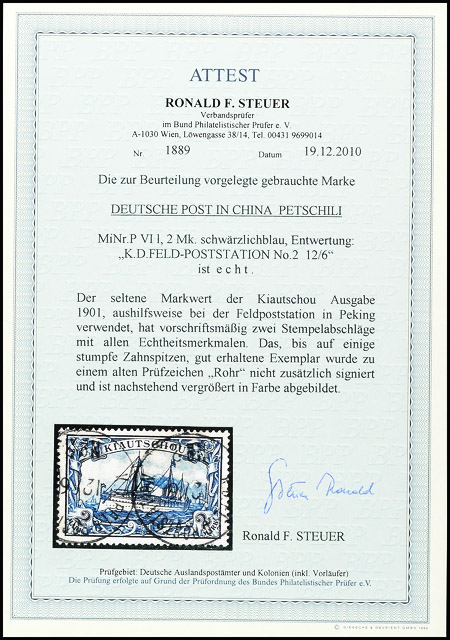 ATTEST
RONALD F. STEUER
Verbandsprüfer
im Bund Philatelistischer Prüfer e. V.
A-1030 Wien, Löwengasse 38/14, Tel. 00431 9699014
Nr. 1889 Datum 19.12.2010
Die zur Beurteilung vorgelegte gebrauchte Marke
DEUTSCHE POST IN CHINA PETSCHILI
MiNr.P VI l, 2 Mk. schwärzlichblau, Entwertung:
„K.D.FELD-POSTSTATION No.2 12/6“
ist echt.
Der seltene Markwert der Kiautschou Ausgabe
1901, aushilfsweise bei der Feldpoststation in Peking
verwendet, hat vorschriftsmäßig zwei Stempelabschläge
mit allen Echtheitsmerkmalen. Das, bis auf einige
stumpfe Zahnspitzen, gut erhaltene Exemplar wurde zu
einem alten Prüfzeichen „Rohr“ nicht zusätzlich signiert
und ist nachstehend vergrößert in Farbe abgebildet.
KIAUTSCHOU
Steuer Ronald
Ronald F. STEUER
Prüfgebiet: Deutsche Auslandspostämter und Kolonien (inkl. Vorläufer)
Die Prüfung erfolgte auf Grund der Prüfordnung des Bundes Philatelistischer Prüfer e.V.